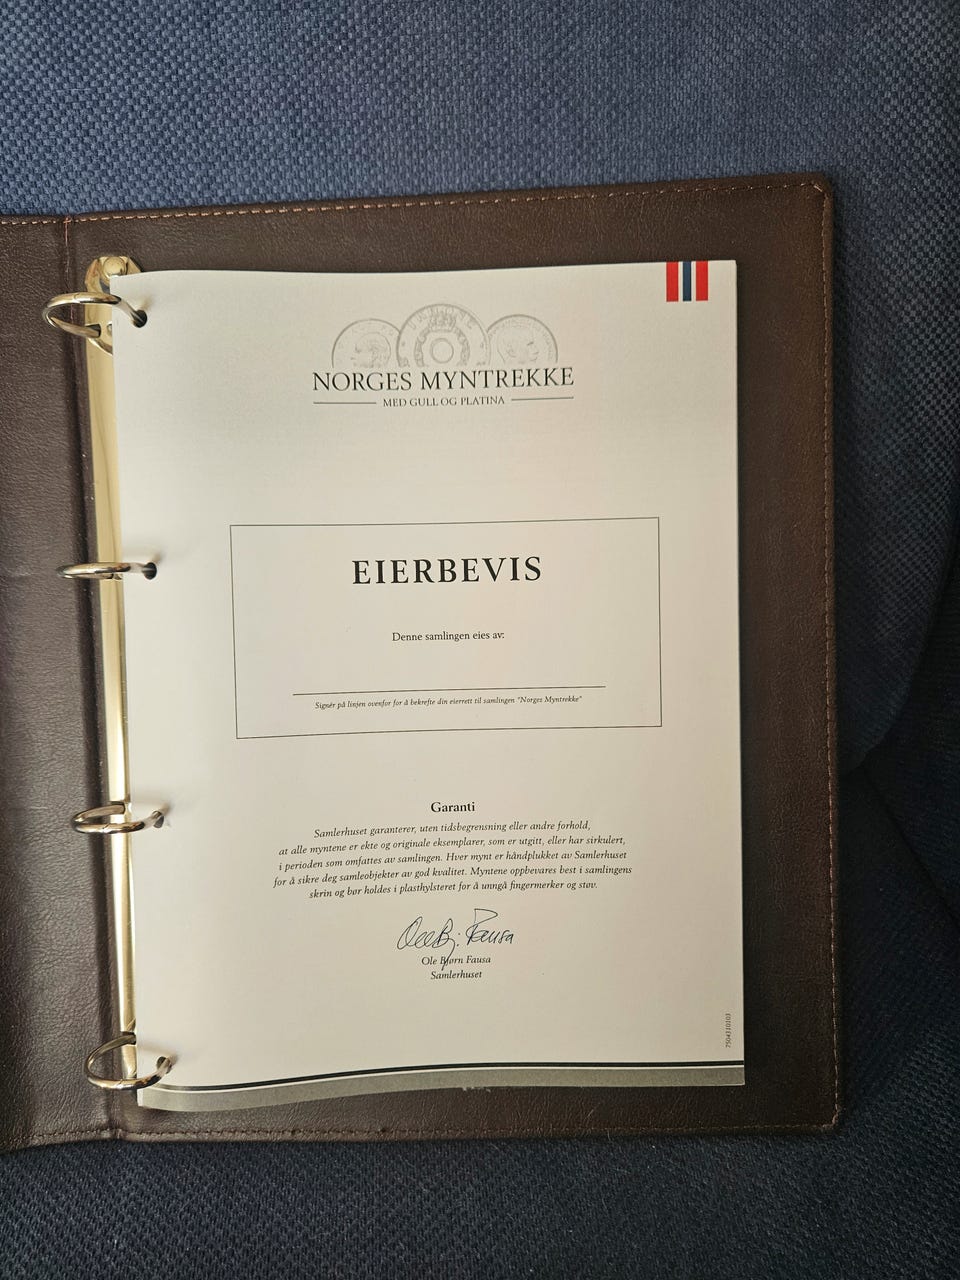 NORGES MYNTREKKE
MED GULL OG PLATINA
EIERBEVIS
Denne samlingen eies av:
Signér på linjen ovenfor for å bekrefte din eierrett til samlingen "Norges Myntrekke"
Garanti
Samlerhuset garanterer, uten tidsbegrensning eller andre forhold,
at alle myntene er ekte og originale eksemplarer, som er utgitt, eller har sirkulert,
i perioden som omfattes av samlingen. Hver mynt er håndplukket av Samlerhuset
for å sikre deg samleobjekter av god kvalitet. Myntene oppbevares best i samlingens
skrin og bør holdes i plasthylsteret for å unngå fingermerker og støv.
Ole Bj. Fausa
Ole Bjørn Fausa
Samlerhuset